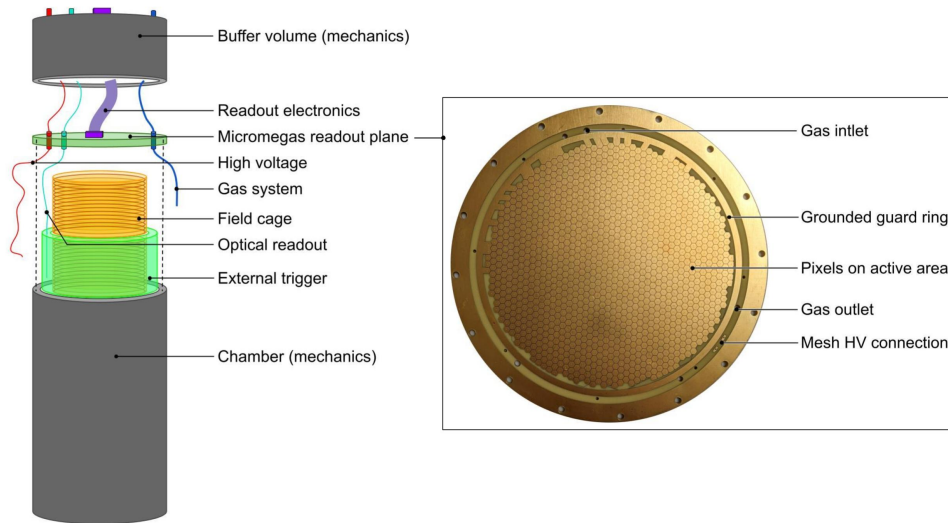 Buffer volume (mechanics)
Readout electronics
Micromegas readout plane
High voltage
Gas system
Field cage
Optical readout
External trigger
Chamber (mechanics)
Gas intlet
Grounded guard ring
Pixels on active area
Gas outlet
Mesh HV connection